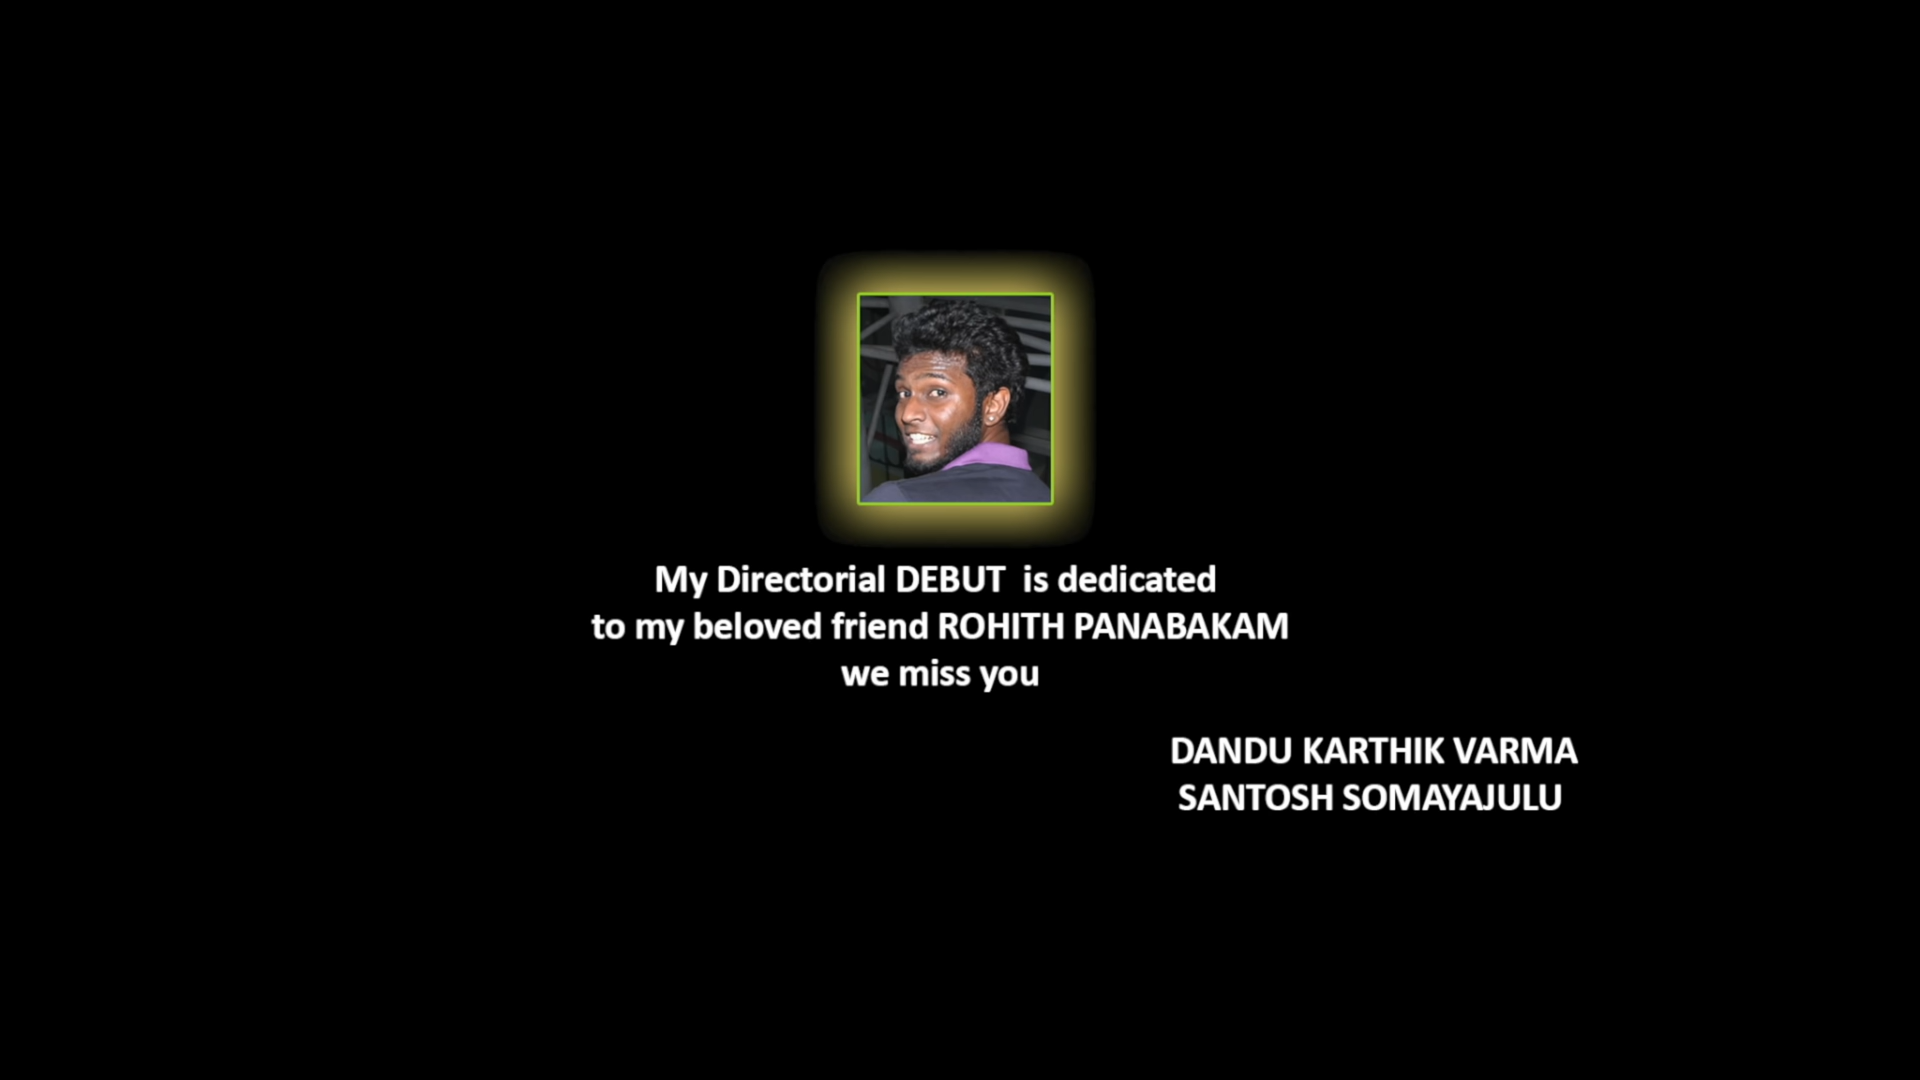 My Directorial DEBUT is dedicated
to my beloved friend ROHITH PANABAKAM
we miss you
DANDU KARTHIK VARMA
SANTOSH SOMAYAJULU